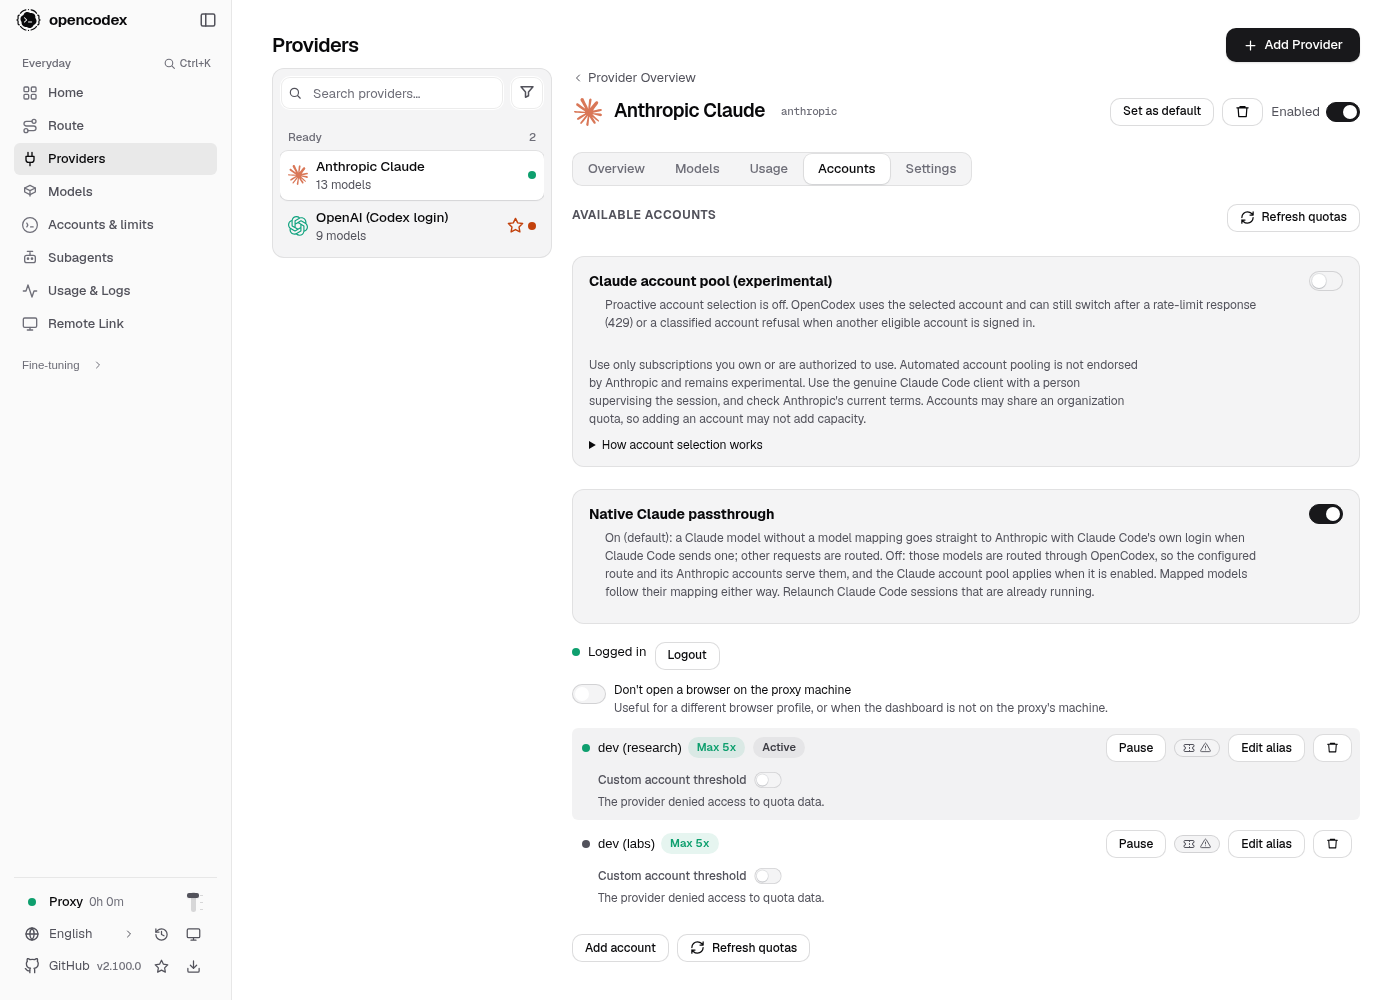 opencodex
Everyday
Ctrl+K
Home
Route
Providers
Models
Accounts & limits
Subagents
Usage & Logs
Remote Link
Fine-tuning
Proxy 0h 0m
English
GitHub v2.100.0
Providers
Add Provider
Search providers...
Ready 2
Anthropic Claude
13 models
OpenAI (Codex login)
9 models
Provider Overview
Anthropic Claude anthropic
Set as default
Enabled
Overview Models Usage Accounts Settings
AVAILABLE ACCOUNTS
Refresh quotas
Claude account pool (experimental)
Proactive account selection is off. OpenCodex uses the selected account and can still switch after a rate-limit response
(429) or a classified account refusal when another eligible account is signed in.
Use only subscriptions you own or are authorized to use. Automated account pooling is not endorsed
by Anthropic and remains experimental. Use the genuine Claude Code client with a person
supervising the session, and check Anthropic's current terms. Accounts may share an organization
quota, so adding an account may not add capacity.
How account selection works
Native Claude passthrough
On (default): a Claude model without a model mapping goes straight to Anthropic with Claude Code's own login when
Claude Code sends one; other requests are routed. Off: those models are routed through OpenCodex, so the configured
route and its Anthropic accounts serve them, and the Claude account pool applies when it is enabled. Mapped models
follow their mapping either way. Relaunch Claude Code sessions that are already running.
Logged in Logout
Don't open a browser on the proxy machine
Useful for a different browser profile, or when the dashboard is not on the proxy's machine.
dev (research) Max 5x Active Pause Edit alias
Custom account threshold
The provider denied access to quota data.
dev (labs) Max 5x Pause Edit alias
Custom account threshold
The provider denied access to quota data.
Add account Refresh quotas